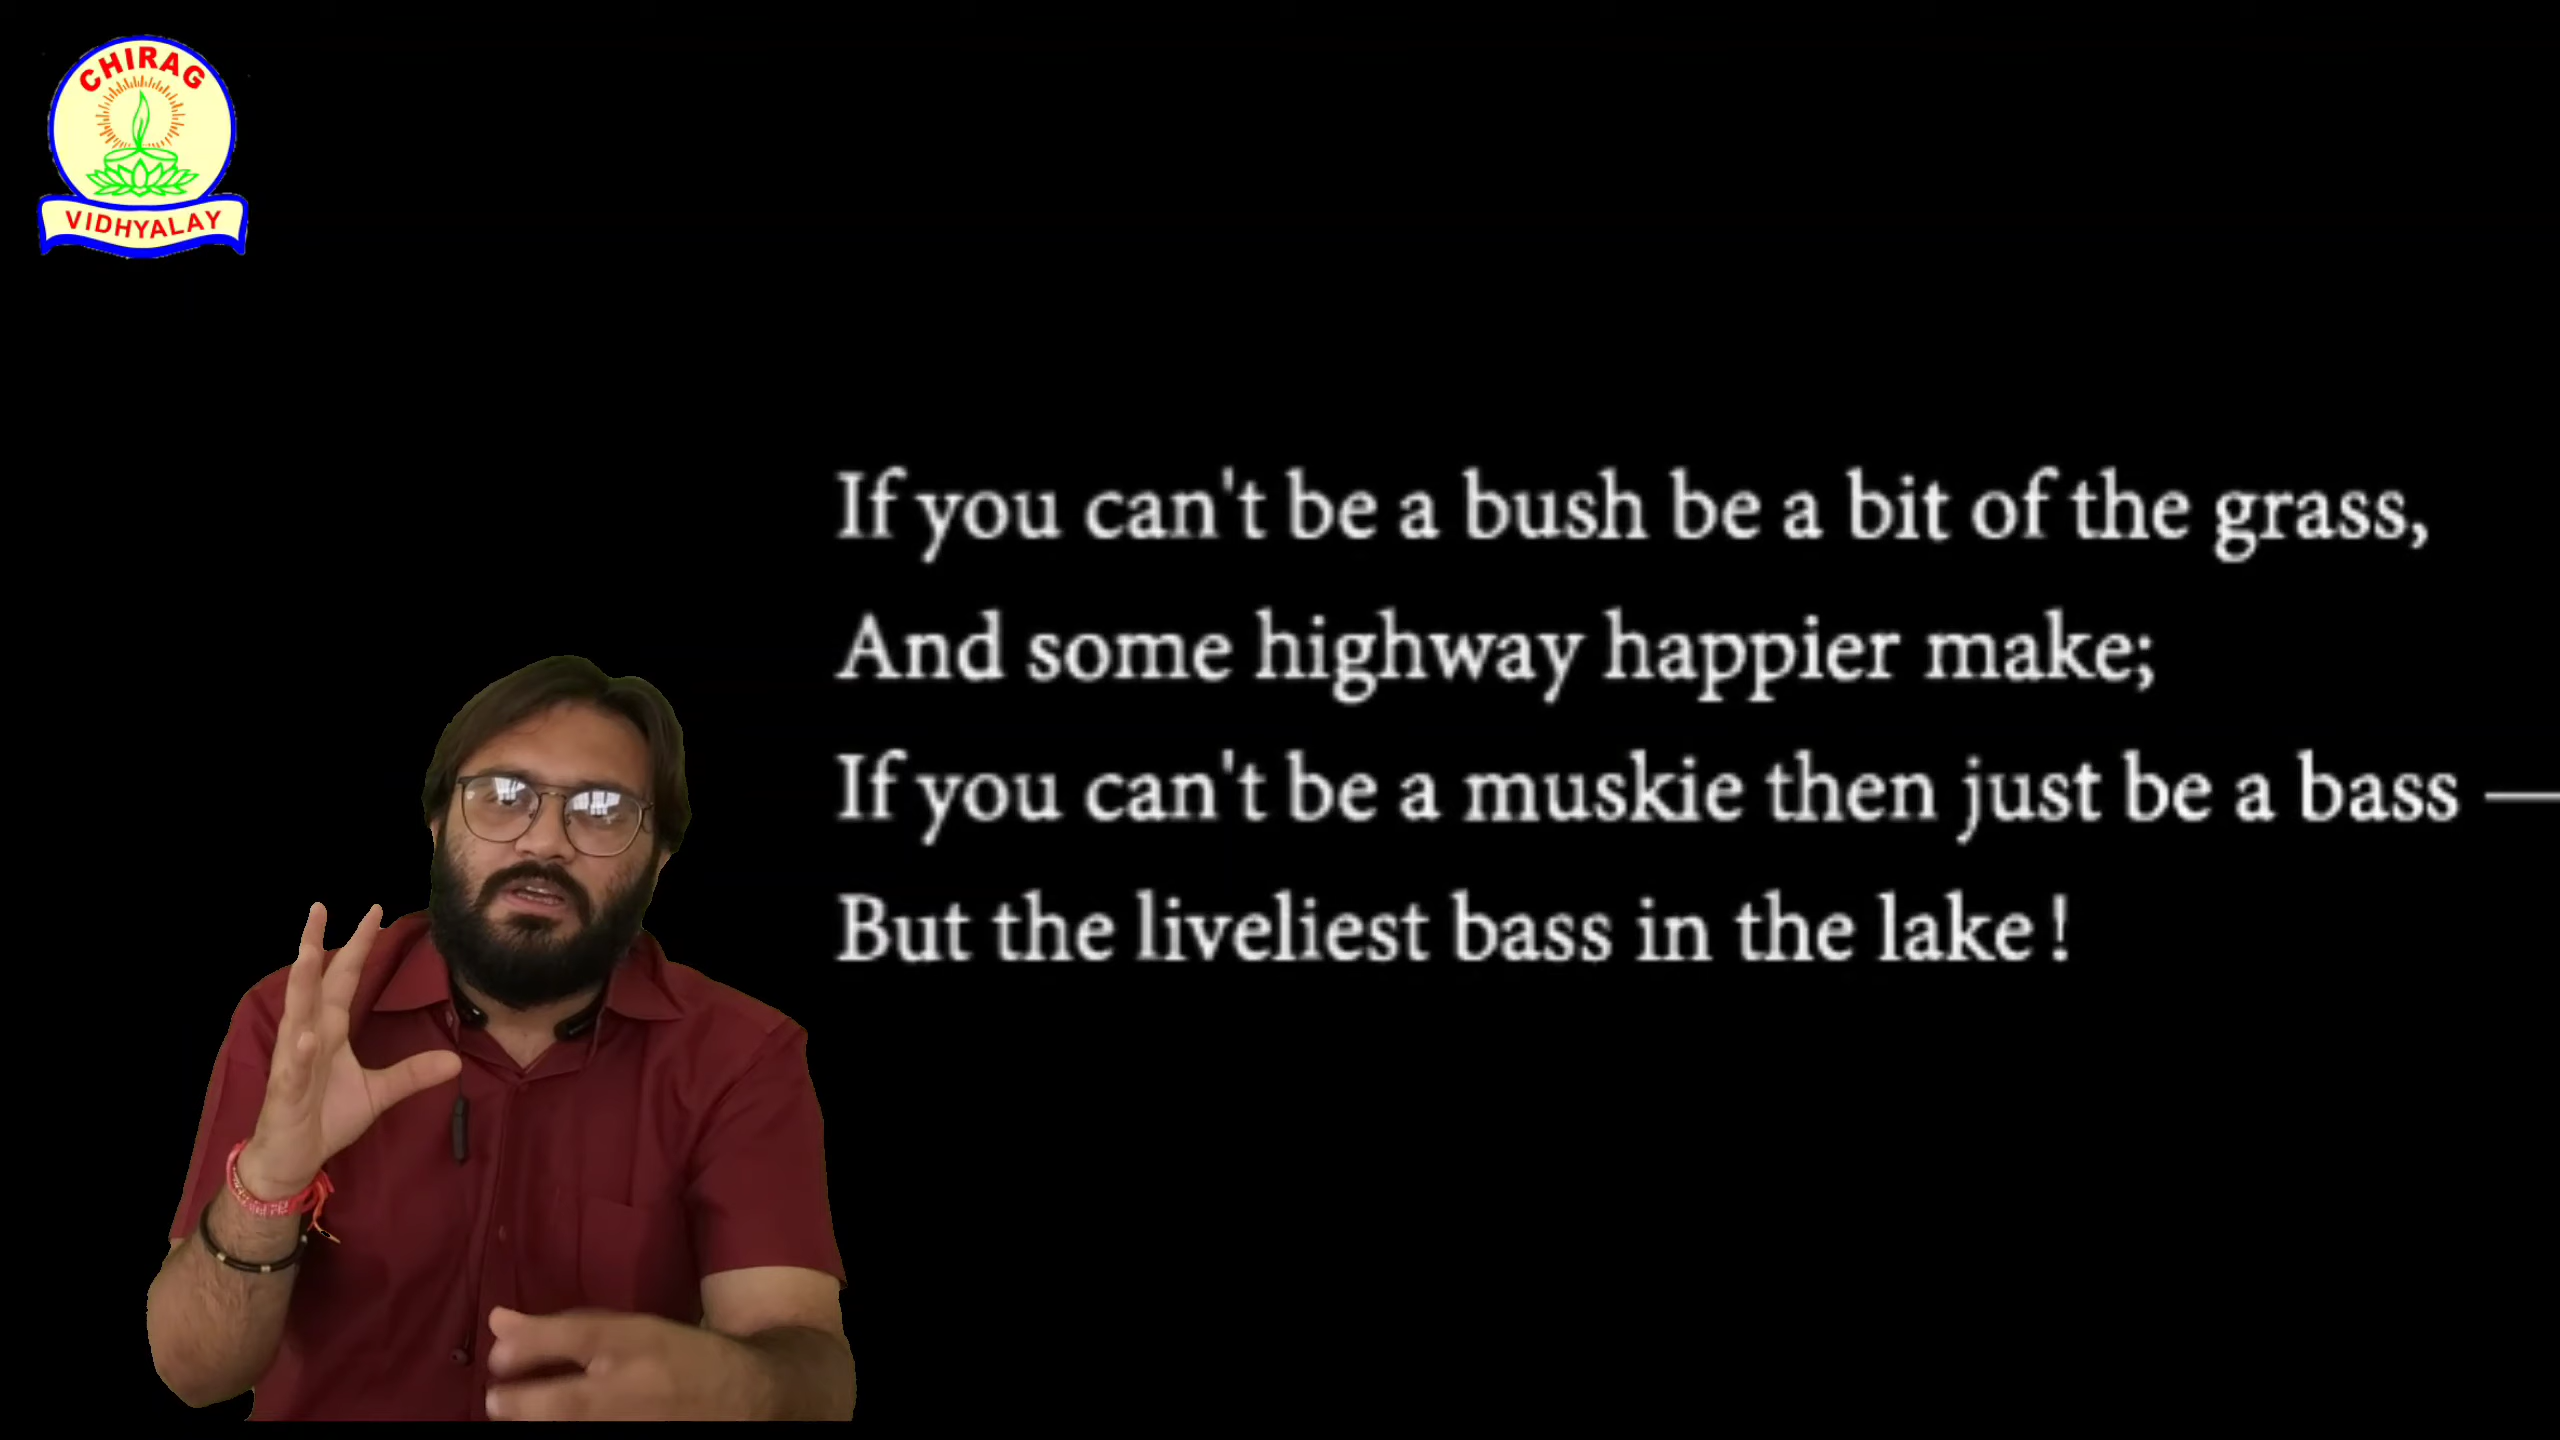 CHIRAG
VIDHYALAY
If you can't be a bush be a bit of the grass,
And some highway happier make;
If you can't be a muskie then just be a bass —
But the liveliest bass in the lake !